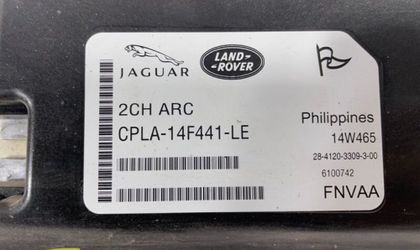 JAGUAR
LAND-
ROVER
2CH ARC
CPLA-14F441-LE
Philippines
14W465
28-4120-3309-3-00
6100742
FNVAA